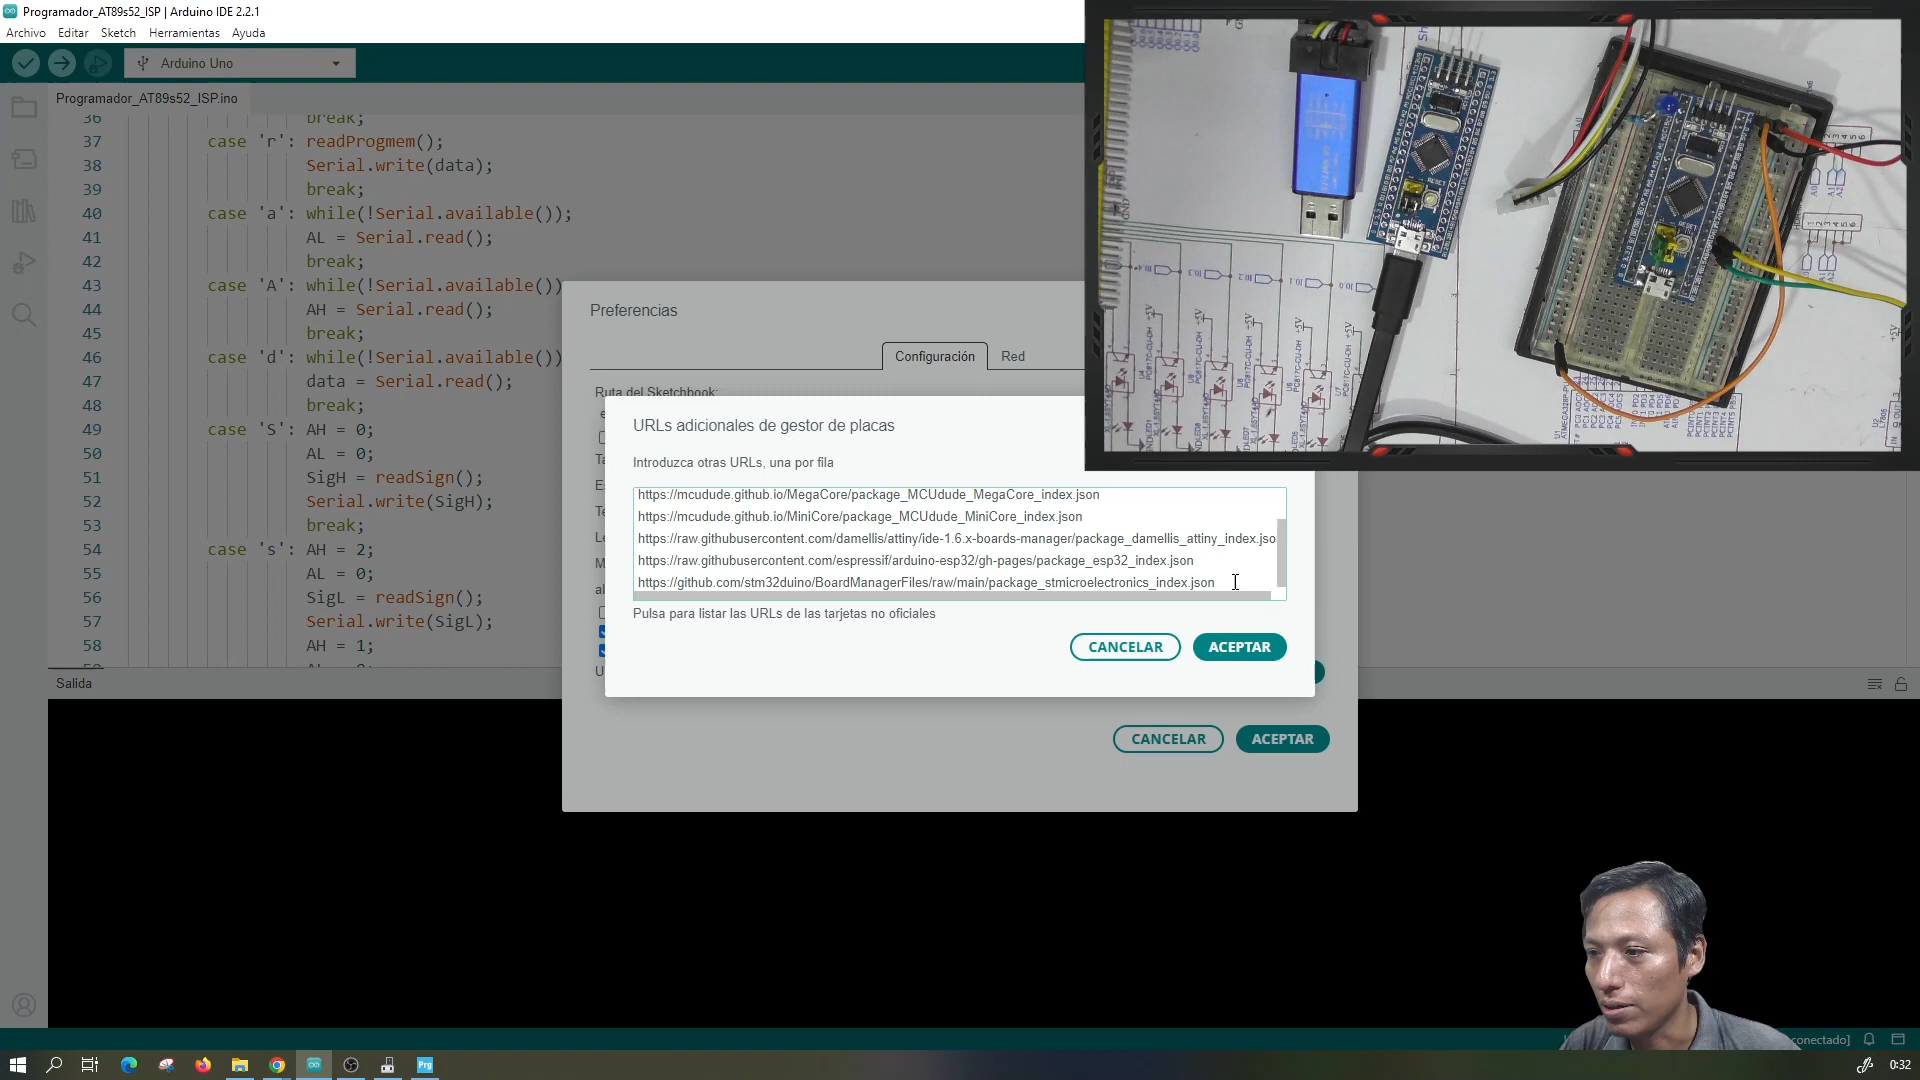 Programador_AT89s52_ISP | Arduino IDE 2.2.1
Archivo Editar Sketch Herramientas Ayuda
Arduino Uno
Programador_AT89s52_ISP.ino
36 break;
37 case 'r': readProgmem();
38 Serial.write(data);
39 break;
40 case 'a': while(!Serial.available());
41 AL = Serial.read();
42 break;
43 case 'A': while(!Serial.available())
44 AH = Serial.read();
45 break;
46 case 'd': while(!Serial.available())
47 data = Serial.read();
48 break;
49 case 'S': AH = 0;
50 AL = 0;
51 SigH = readSign();
52 Serial.write(SigH);
53 break;
54 case 's': AH = 2;
55 AL = 0;
56 SigL = readSign();
57 Serial.write(SigL);
58 AH = 1;
Salida
Preferencias
Configuración Red
Ruta del Sketchbook:
URLs adicionales de gestor de placas
Introduzca otras URLs, una por fila
https://mcudude.github.io/MegaCore/package_MCUdude_MegaCore_index.json
https://mcudude.github.io/MiniCore/package_MCUdude_MiniCore_index.json
https://raw.githubusercontent.com/damellis/attiny/ide-1.6.x-boards-manager/package_damellis_attiny_index.jso
https://raw.githubusercontent.com/espressif/arduino-esp32/gh-pages/package_esp32_index.json
https://github.com/stm32duino/BoardManagerFiles/raw/main/package_stmicroelectronics_index.json
Pulsa para listar las URLs de las tarjetas no oficiales
CANCELAR ACEPTAR
CANCELAR ACEPTAR
conectado]
Prg
0:32